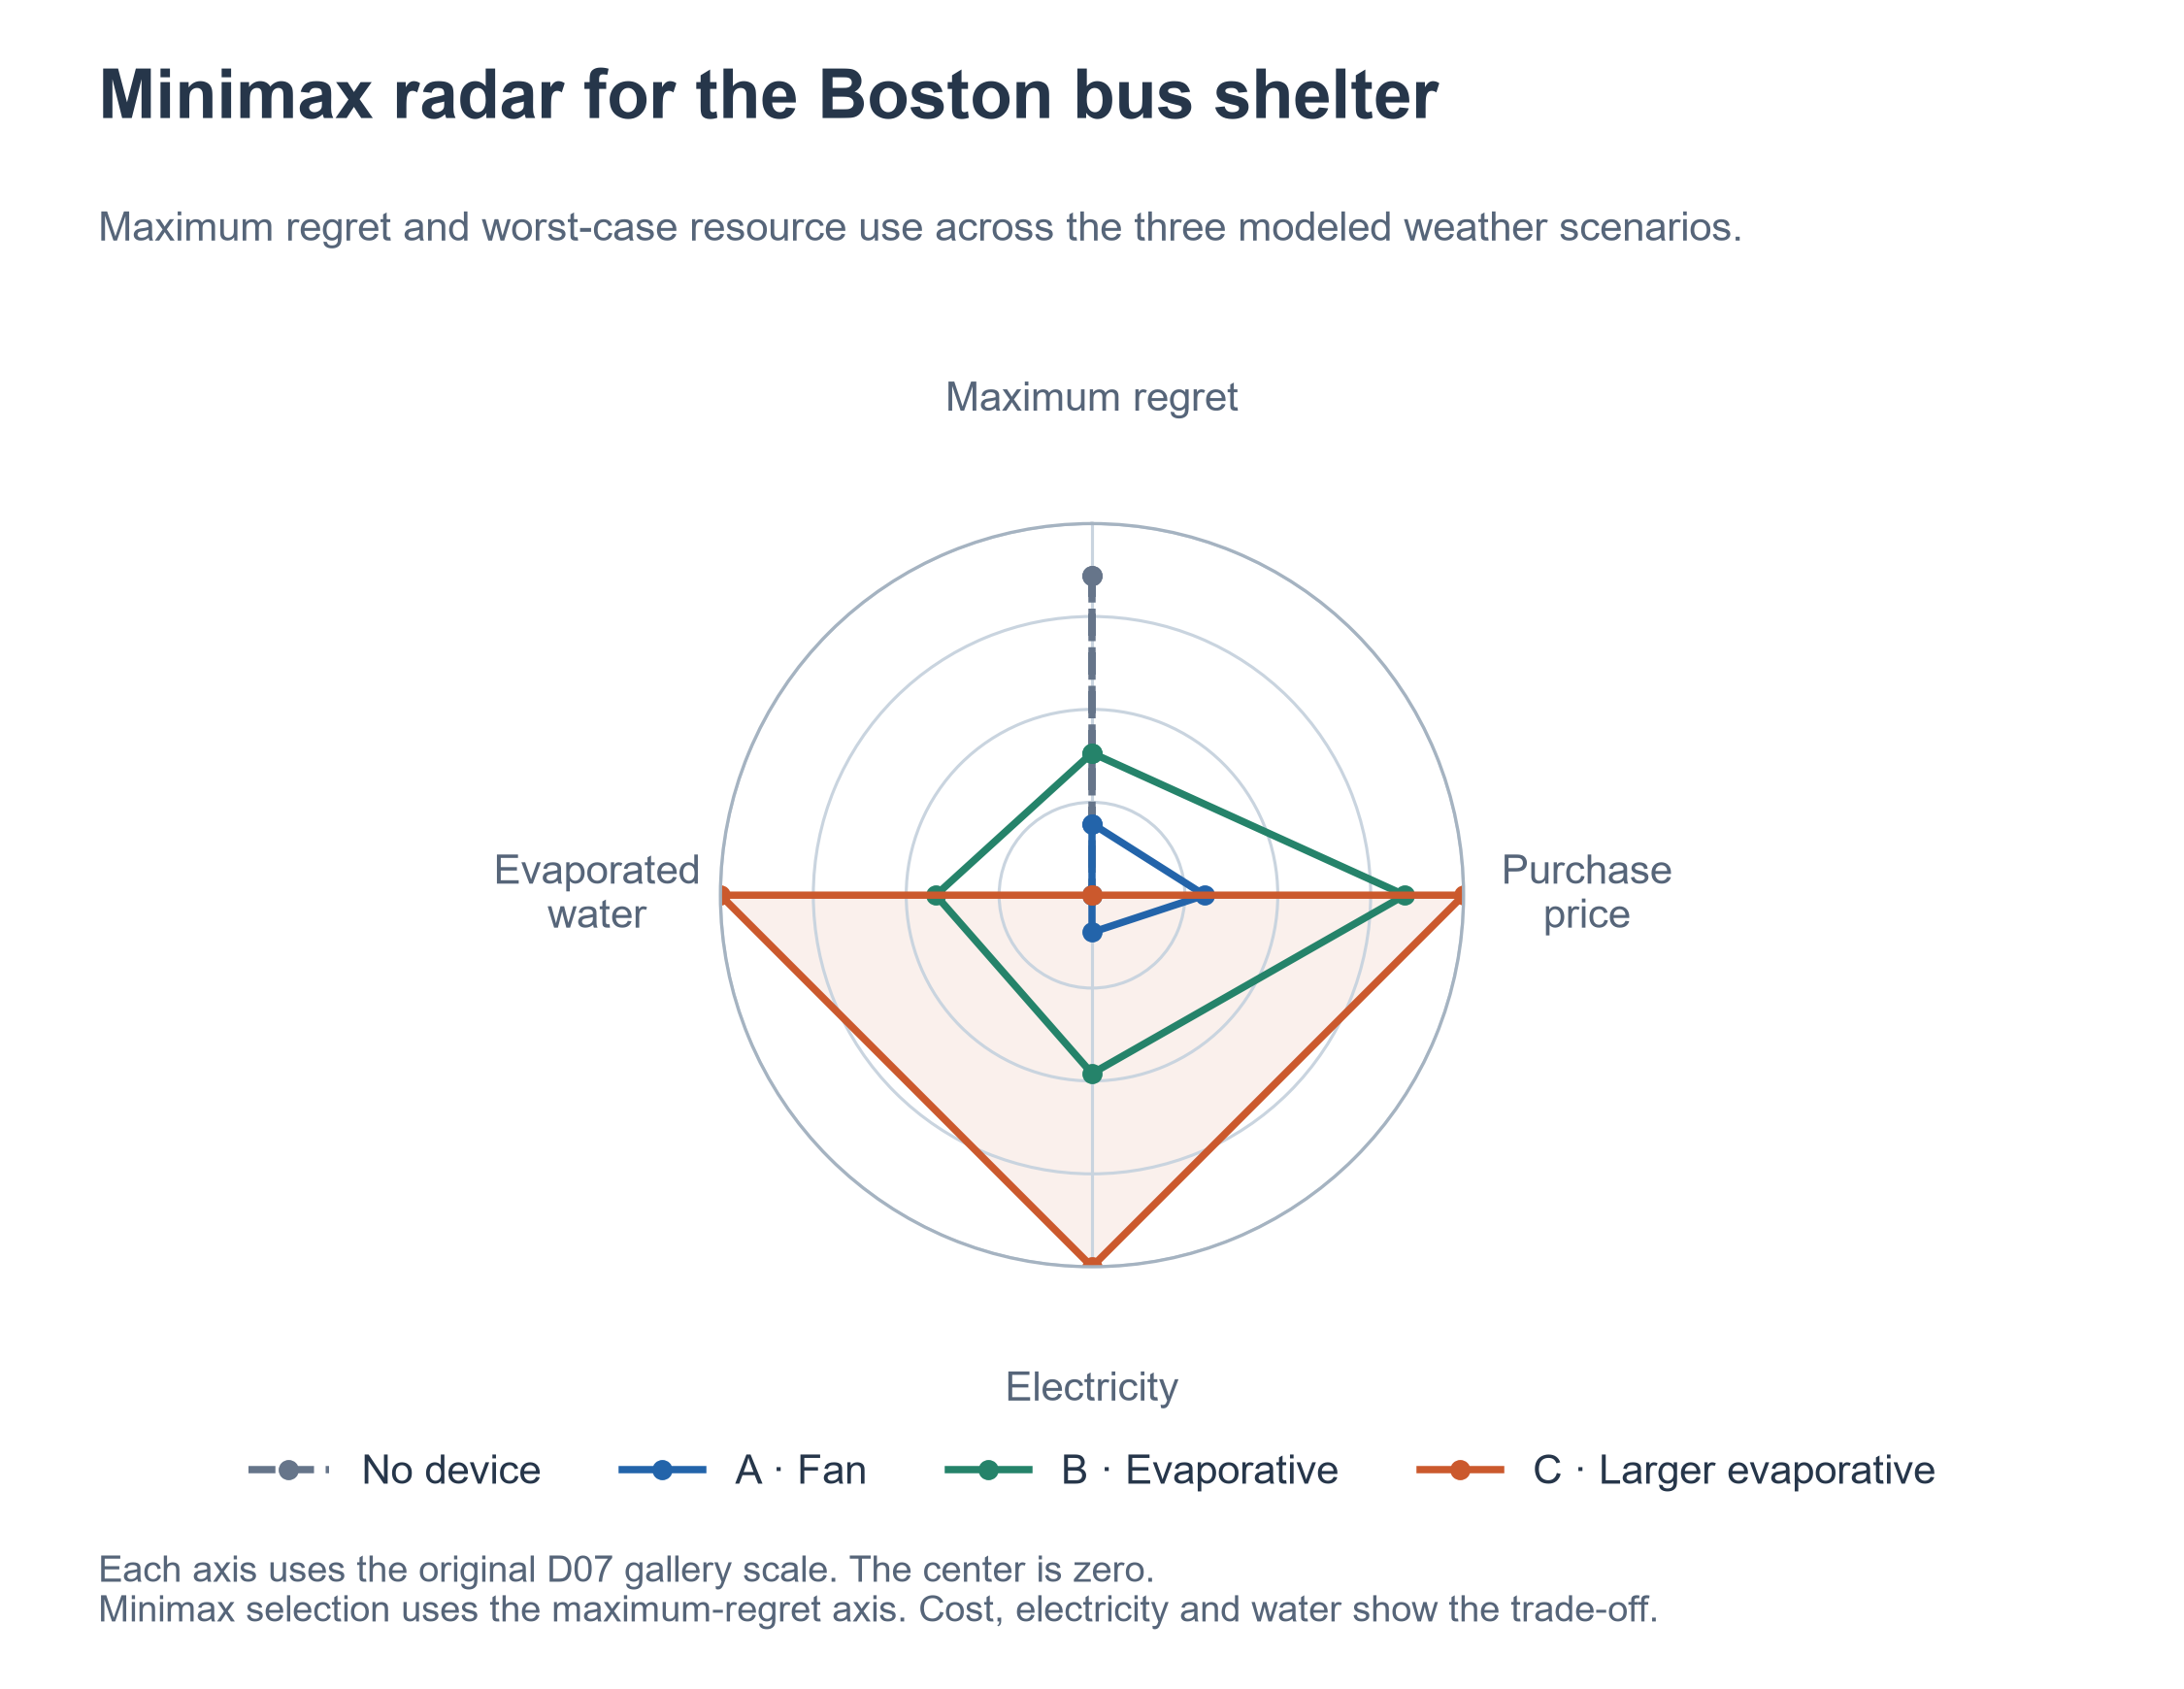 Minimax radar for the Boston bus shelter
Maximum regret and worst-case resource use across the three modeled weather scenarios.
Maximum regret
Evaporated
water
Purchase
price
Electricity
No device
A · Fan
B · Evaporative
C · Larger evaporative
Each axis uses the original D07 gallery scale. The center is zero.
Minimax selection uses the maximum-regret axis. Cost, electricity and water show the trade-off.